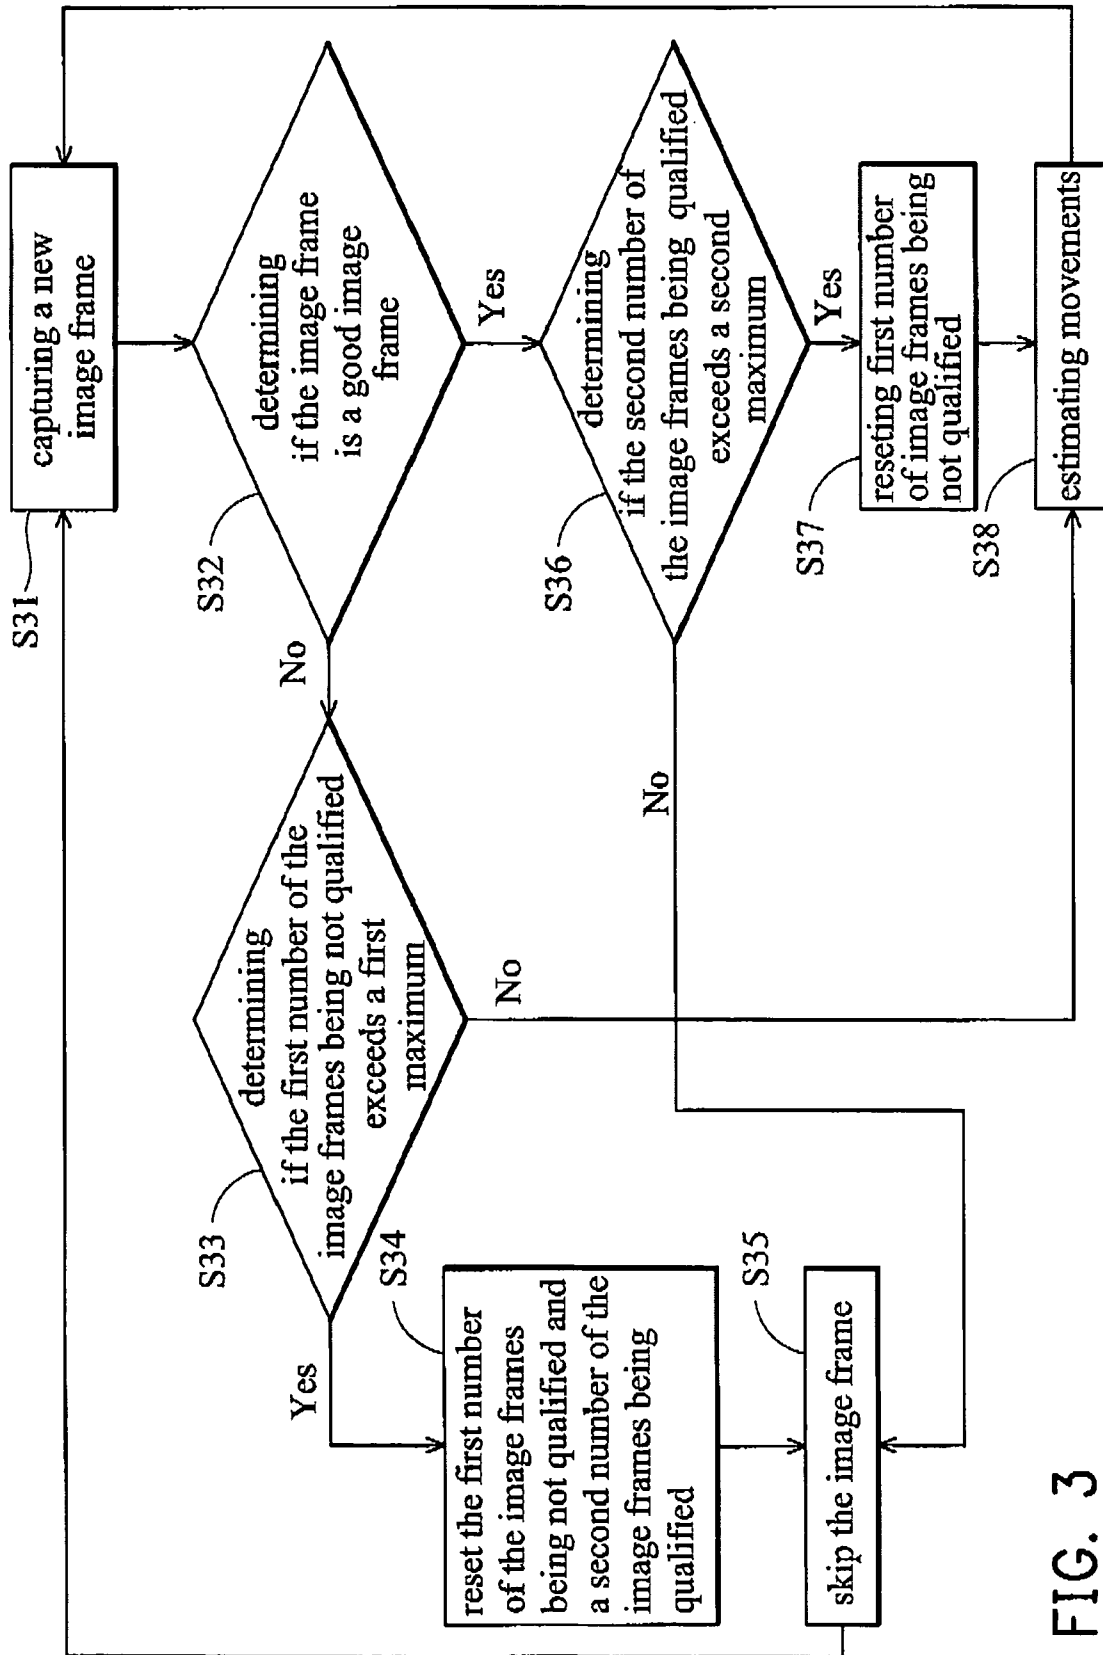 S31
capturing a new
image frame
S32
determining
if the image frame
is a good image
frame
No
Yes
S33
determining
if the first number of the
image frames being not qualified
exceeds a first
maximum
Yes
No
S34
reset the first number
of the image frames
being not qualified and
a second number of the
image frames being
qualified
S35
skip the image frame
S36
determining
if the second number of
the image frames being qualified
exceeds a second
maximum
No
Yes
S37
reseting first number
of image frames being
not qualified
S38
estimating movements
FIG. 3